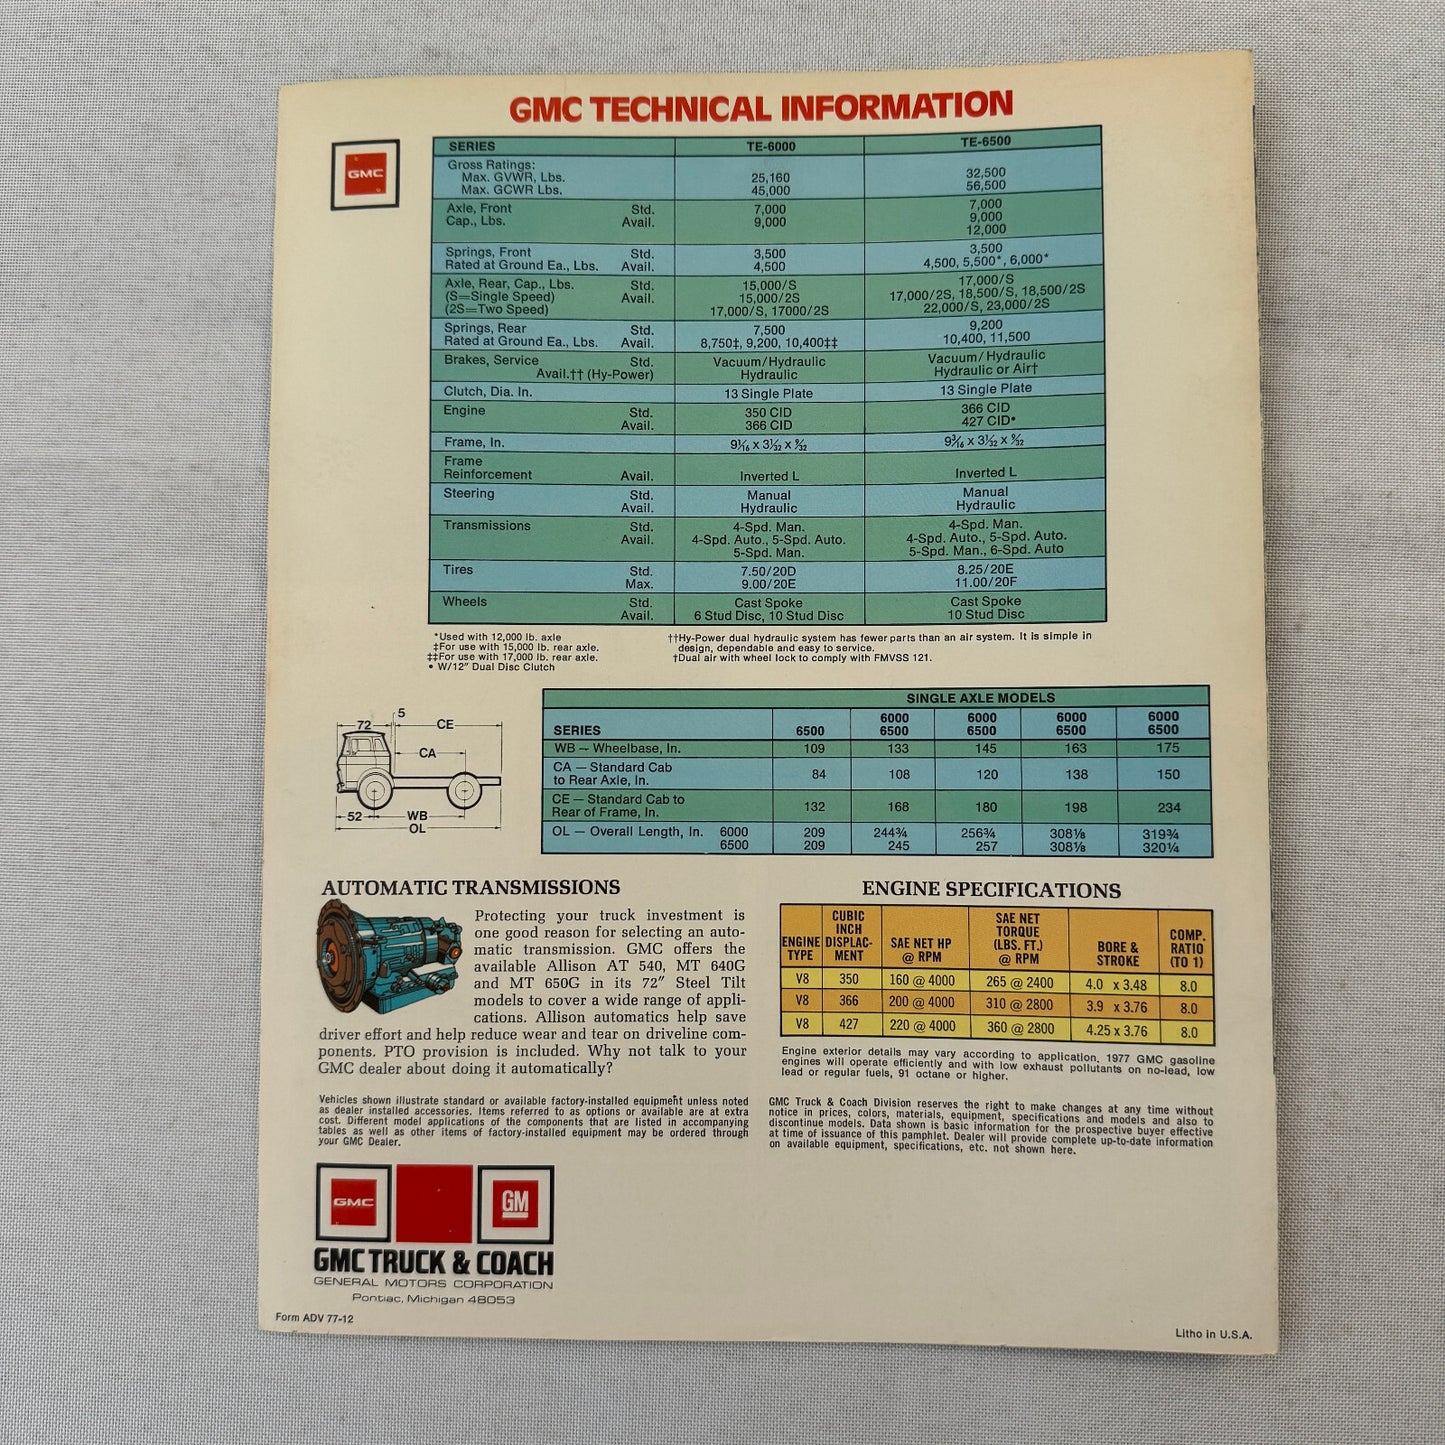 GMC TECHNICAL INFORMATION
GMC
SERIES TE-6000 TE-6500
Gross Ratings:
Max. GVWR, Lbs. 25,160 32,500
Max. GCWR Lbs. 45,000 56,500
Axle, Front Std. 7,000 7,000
Cap., Lbs. Avail. 9,000 9,000
12,000
Springs, Front Std. 3,500 3,500
Rated at Ground Ea., Lbs. Avail. 4,500 4,500, 5,500*, 6,000*
Axle, Rear, Cap., Lbs. Std. 15,000/S 17,000/S
(S=Single Speed) Avail. 15,000/2S 17,000/2S, 18,500/S, 18,500/2S
(2S=Two Speed) 17,000/S, 17000/2S 22,000/S, 23,000/2S
Springs, Rear Std. 7,500 9,200
Rated at Ground Ea., Lbs. Avail. 8,750‡, 9,200, 10,400‡‡ 10,400, 11,500
Brakes, Service Std. Vacuum/Hydraulic Vacuum/Hydraulic
Avail.†† (Hy-Power) Hydraulic Hydraulic or Air†
Clutch, Dia. In. 13 Single Plate 13 Single Plate
Engine Std. 350 CID 366 CID
Avail. 366 CID 427 CID•
Frame, In. 9 1/16 x 3 1/32 x 9/32 9 3/16 x 3 1/32 x 9/32
Frame
Reinforcement Avail. Inverted L Inverted L
Steering Std. Manual Manual
Avail. Hydraulic Hydraulic
Transmissions Std. 4-Spd. Man. 4-Spd. Man.
Avail. 4-Spd. Auto., 5-Spd. Auto. 4-Spd. Auto., 5-Spd. Auto.
5-Spd. Man. 5-Spd. Man., 6-Spd. Auto
Tires Std. 7.50/20D 8.25/20E
Max. 9.00/20E 11.00/20F
Wheels Std. Cast Spoke Cast Spoke
Avail. 6 Stud Disc, 10 Stud Disc 10 Stud Disc
*Used with 12,000 lb. axle
‡For use with 15,000 lb. rear axle.
‡‡For use with 17,000 lb. rear axle.
• W/12" Dual Disc Clutch
††Hy-Power dual hydraulic system has fewer parts than an air system. It is simple in
design, dependable and easy to service.
†Dual air with wheel lock to comply with FMVSS 121.
72 5 CE
CA
52 WB
OL
SINGLE AXLE MODELS
6000 6000 6000 6000
SERIES 6500 6500 6500 6500 6500
WB — Wheelbase, In. 109 133 145 163 175
CA — Standard Cab
to Rear Axle, In. 84 108 120 138 150
CE — Standard Cab to
Rear of Frame, In. 132 168 180 198 234
OL — Overall Length, In. 6000 209 244¾ 256¾ 308⅛ 319¾
6500 209 245 257 308⅛ 320¼
AUTOMATIC TRANSMISSIONS
Protecting your truck investment is
one good reason for selecting an auto-
matic transmission. GMC offers the
available Allison AT 540, MT 640G
and MT 650G in its 72" Steel Tilt
models to cover a wide range of appli-
cations. Allison automatics help save
driver effort and help reduce wear and tear on driveline com-
ponents. PTO provision is included. Why not talk to your
GMC dealer about doing it automatically?
ENGINE SPECIFICATIONS
ENGINE TYPE CUBIC INCH DISPLAC-MENT SAE NET HP @ RPM SAE NET TORQUE (LBS. FT.) @ RPM BORE & STROKE COMP. RATIO (TO 1)
V8 350 160 @ 4000 265 @ 2400 4.0 x 3.48 8.0
V8 366 200 @ 4000 310 @ 2800 3.9 x 3.76 8.0
V8 427 220 @ 4000 360 @ 2800 4.25 x 3.76 8.0
Engine exterior details may vary according to application. 1977 GMC gasoline
engines will operate efficiently and with low exhaust pollutants on no-lead, low
lead or regular fuels, 91 octane or higher.
Vehicles shown illustrate standard or available factory-installed equipment unless noted
as dealer installed accessories. Items referred to as options or available are at extra
cost. Different model applications of the components that are listed in accompanying
tables as well as other items of factory-installed equipment may be ordered through
your GMC Dealer.
GMC Truck & Coach Division reserves the right to make changes at any time without
notice in prices, colors, materials, equipment, specifications and models and also to
discontinue models. Data shown is basic information for the prospective buyer effective
at time of issuance of this pamphlet. Dealer will provide complete up-to-date information
on available equipment, specifications, etc. not shown here.
GMC GM
GMC TRUCK & COACH
GENERAL MOTORS CORPORATION
Pontiac, Michigan 48053
Form ADV 77-12
Litho in U.S.A.